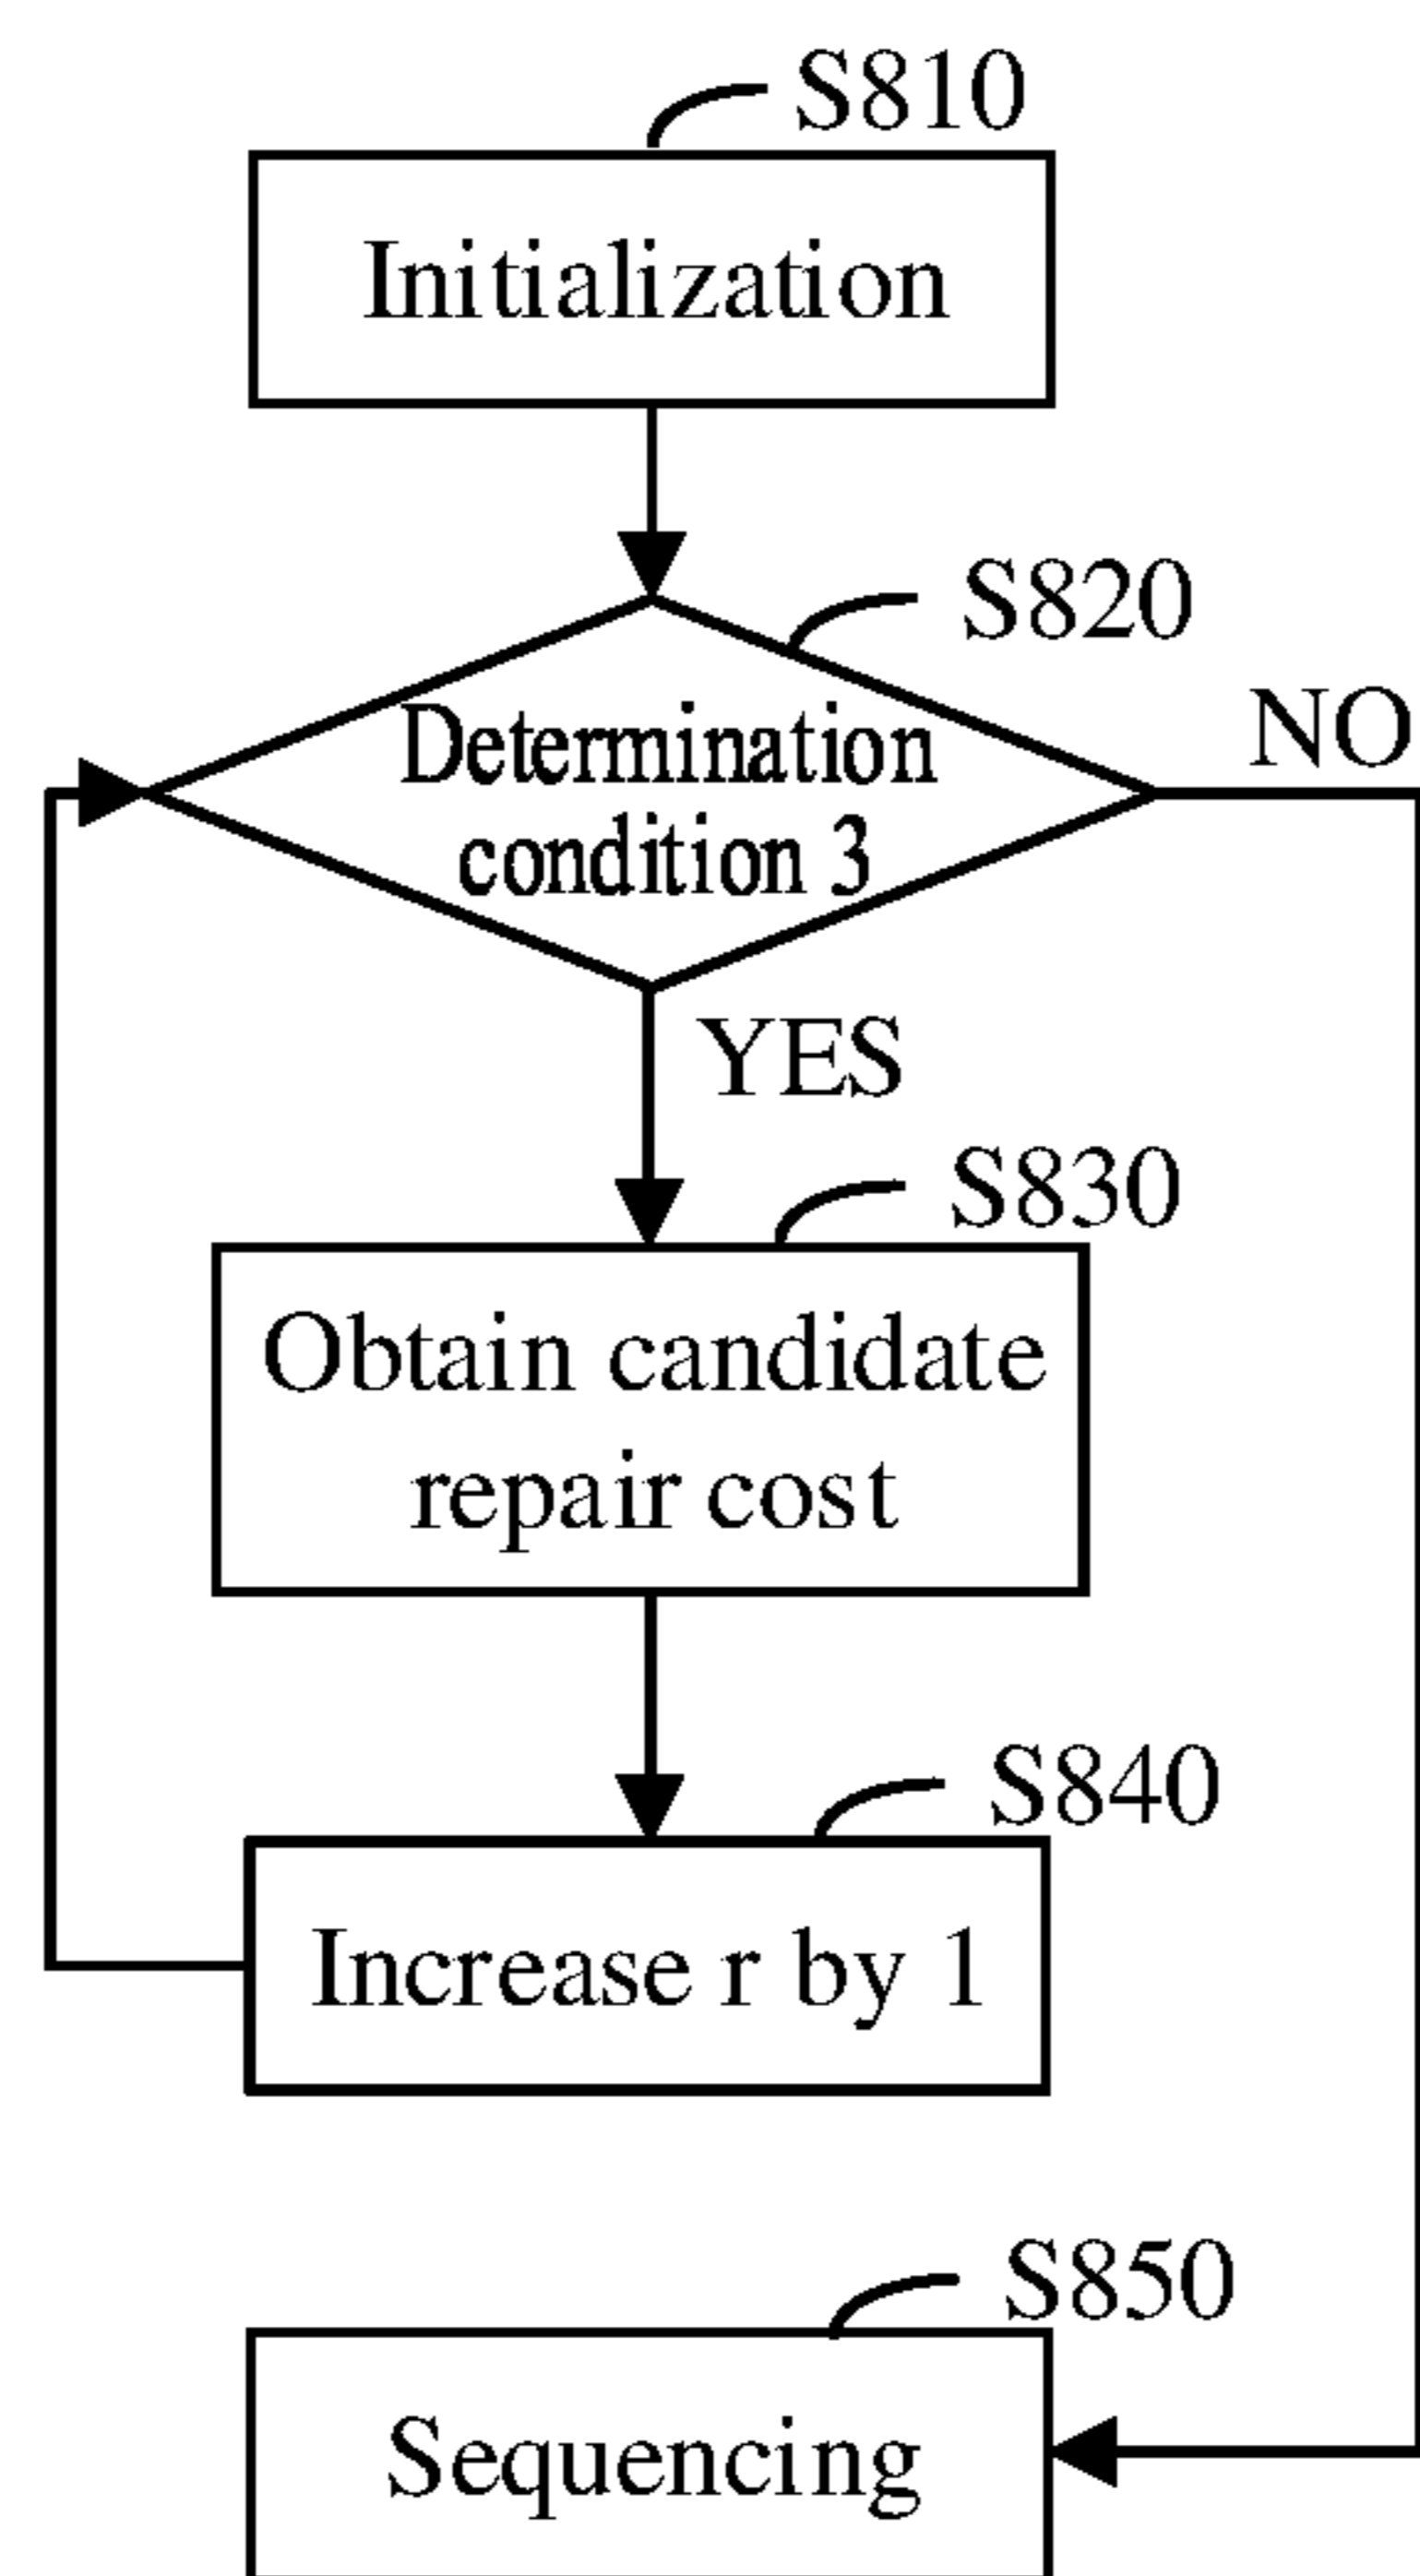 S810
Initialization
S820
NO
Determination
condition 3
YES
S830
Obtain candidate
repair cost
S840
Increase r by 1
S850
Sequencing